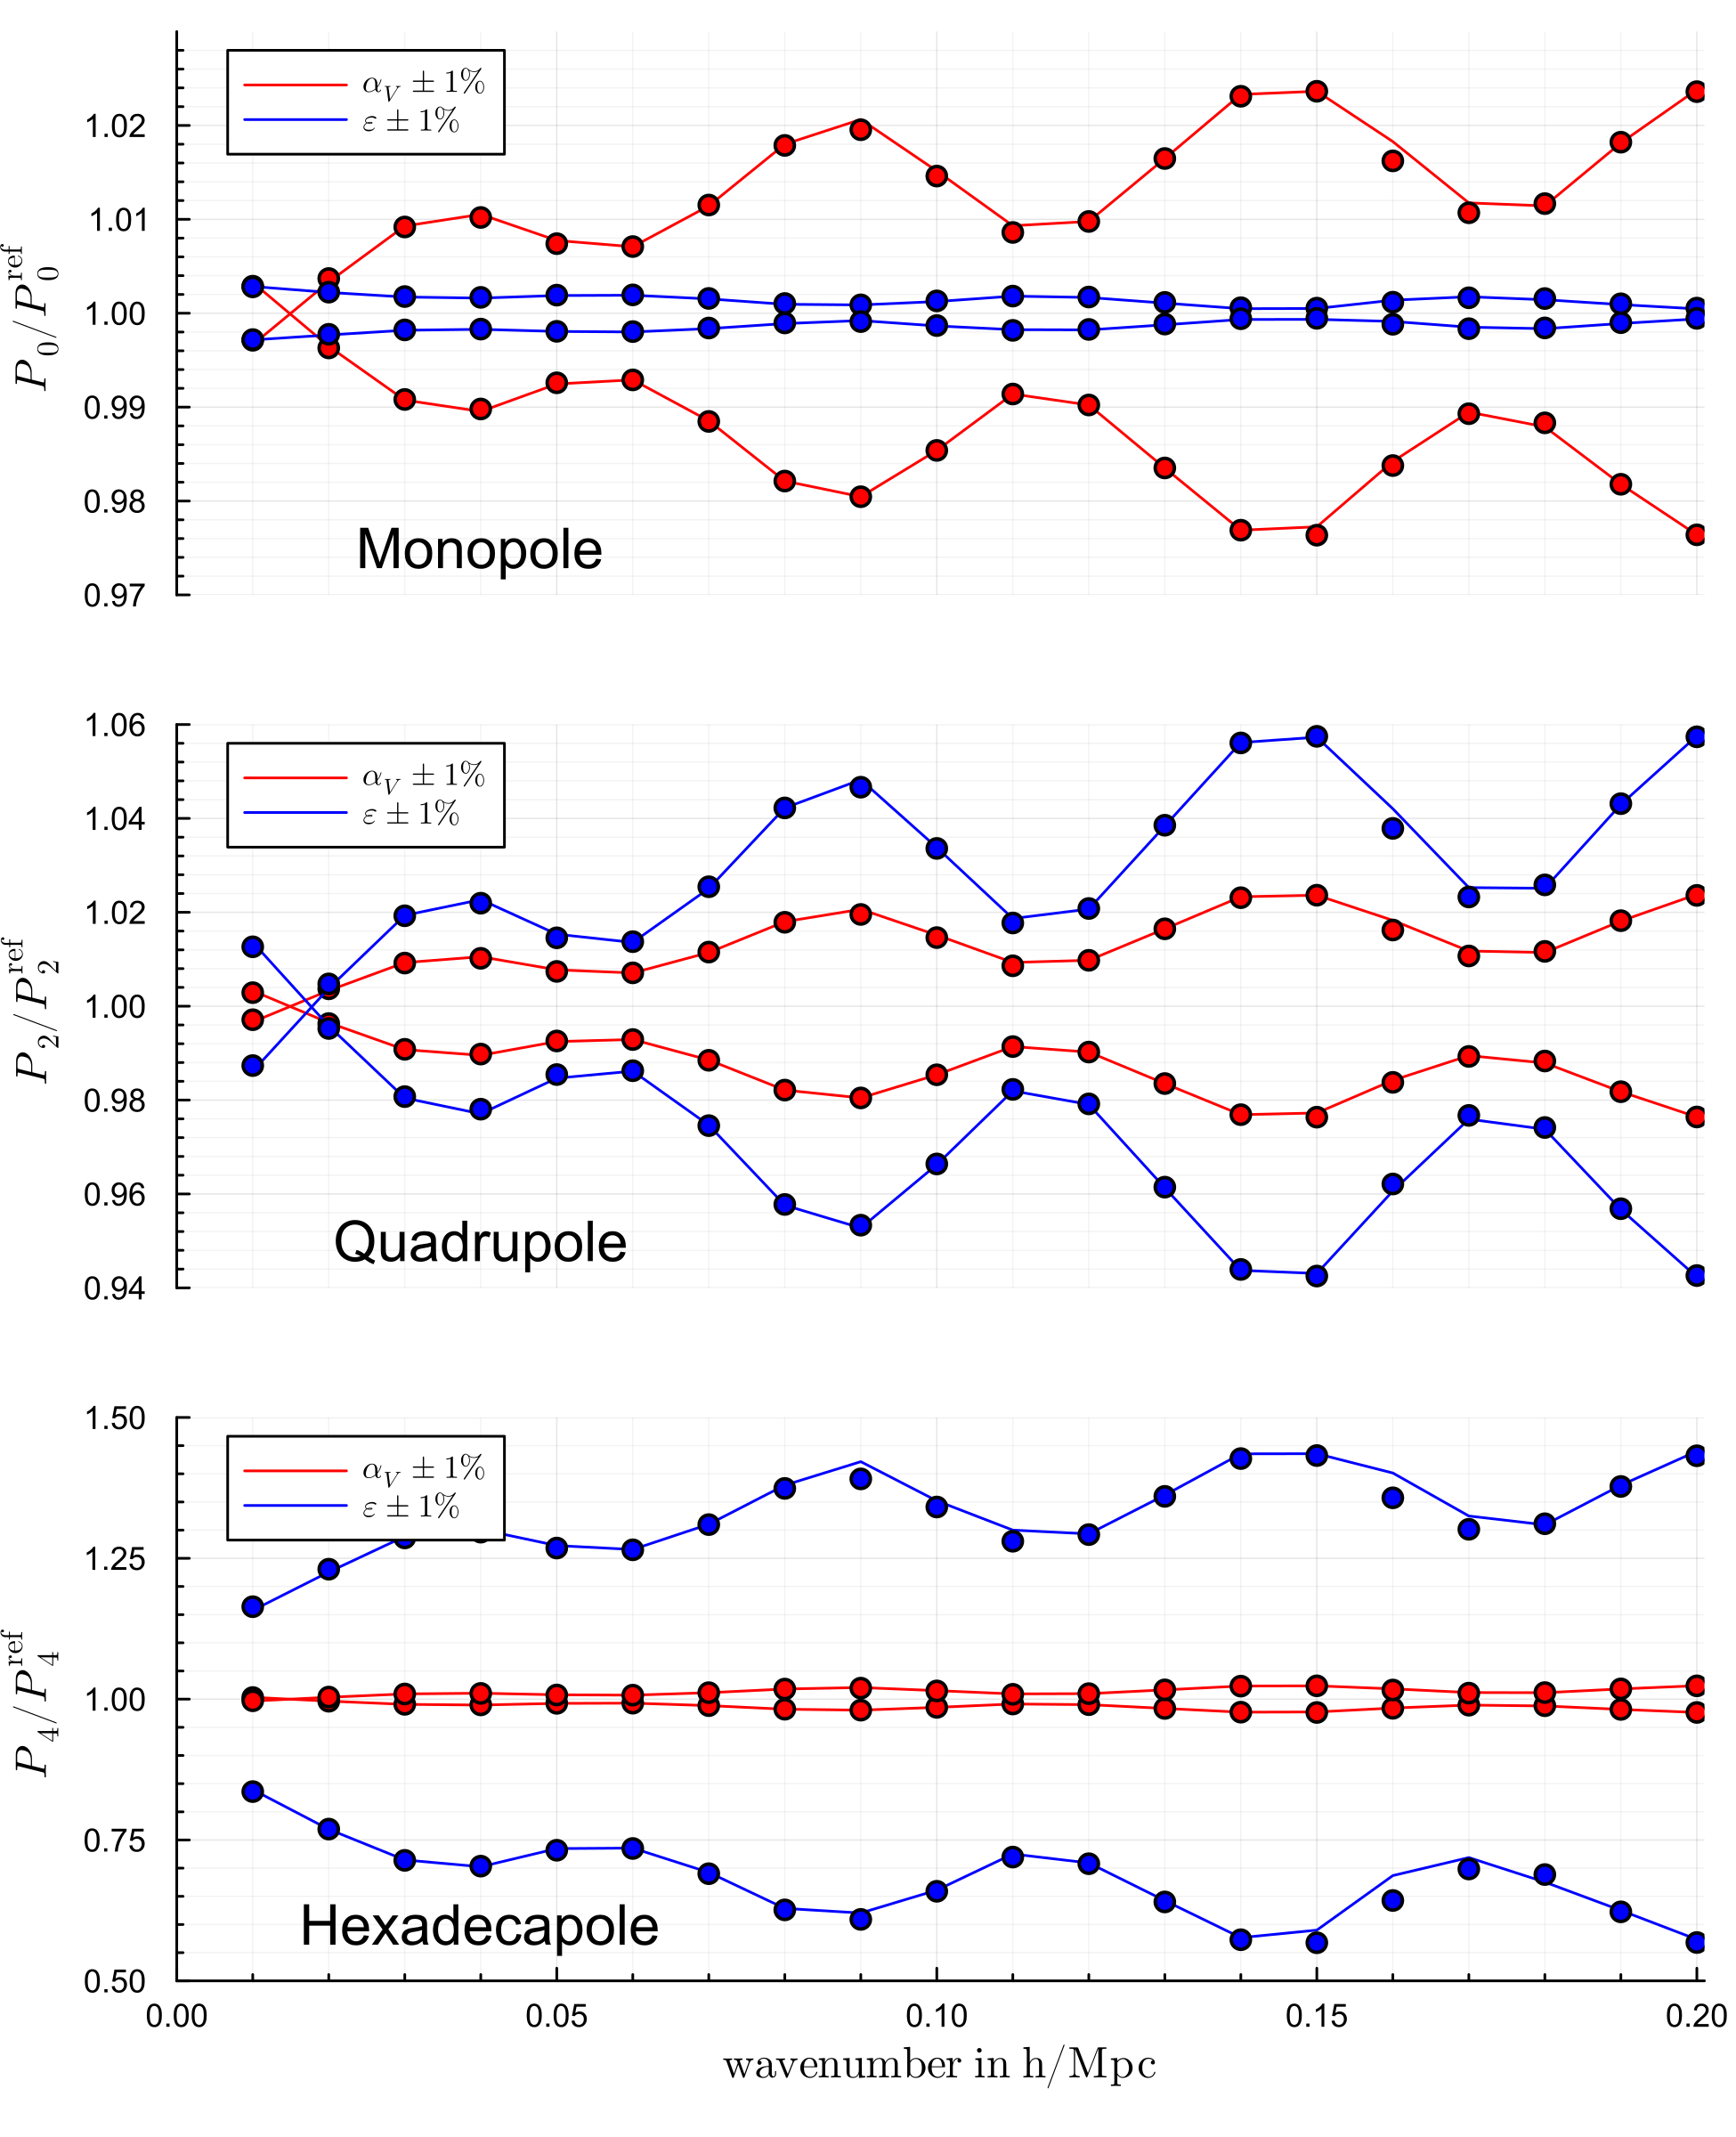 P_0/P_0^ref
1.02
1.01
1.00
0.99
0.98
0.97
α_V ± 1%
ε ± 1%
Monopole
P_2/P_2^ref
1.06
1.04
1.02
1.00
0.98
0.96
0.94
α_V ± 1%
ε ± 1%
Quadrupole
P_4/P_4^ref
1.50
1.25
1.00
0.75
0.50
α_V ± 1%
ε ± 1%
Hexadecapole
0.00 0.05 0.10 0.15 0.20
wavenumber in h/Mpc